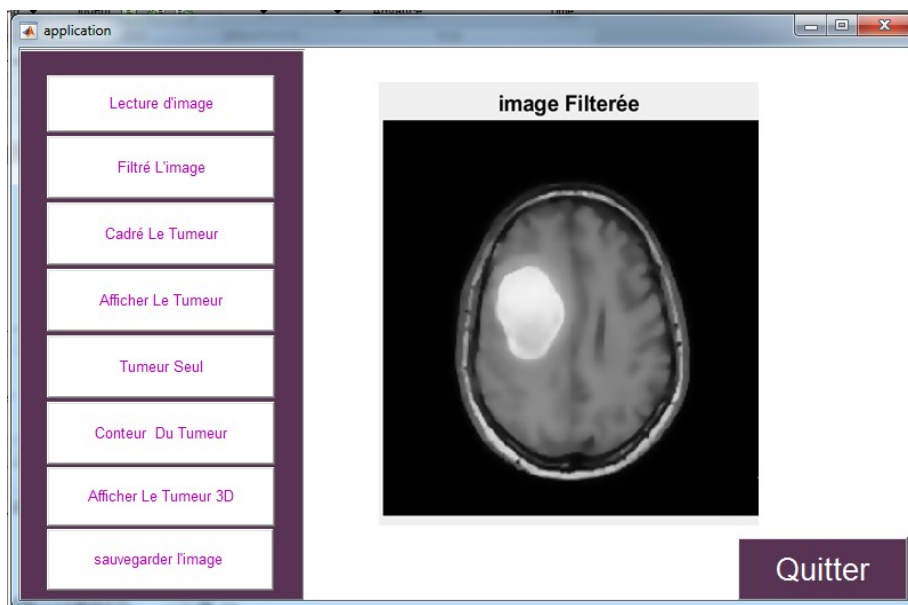 application
Lecture d'image
Filtré L'image
Cadré Le Tumeur
Afficher Le Tumeur
Tumeur Seul
Conteur Du Tumeur
Afficher Le Tumeur 3D
sauvegarder l'image
image Filterée
Quitter